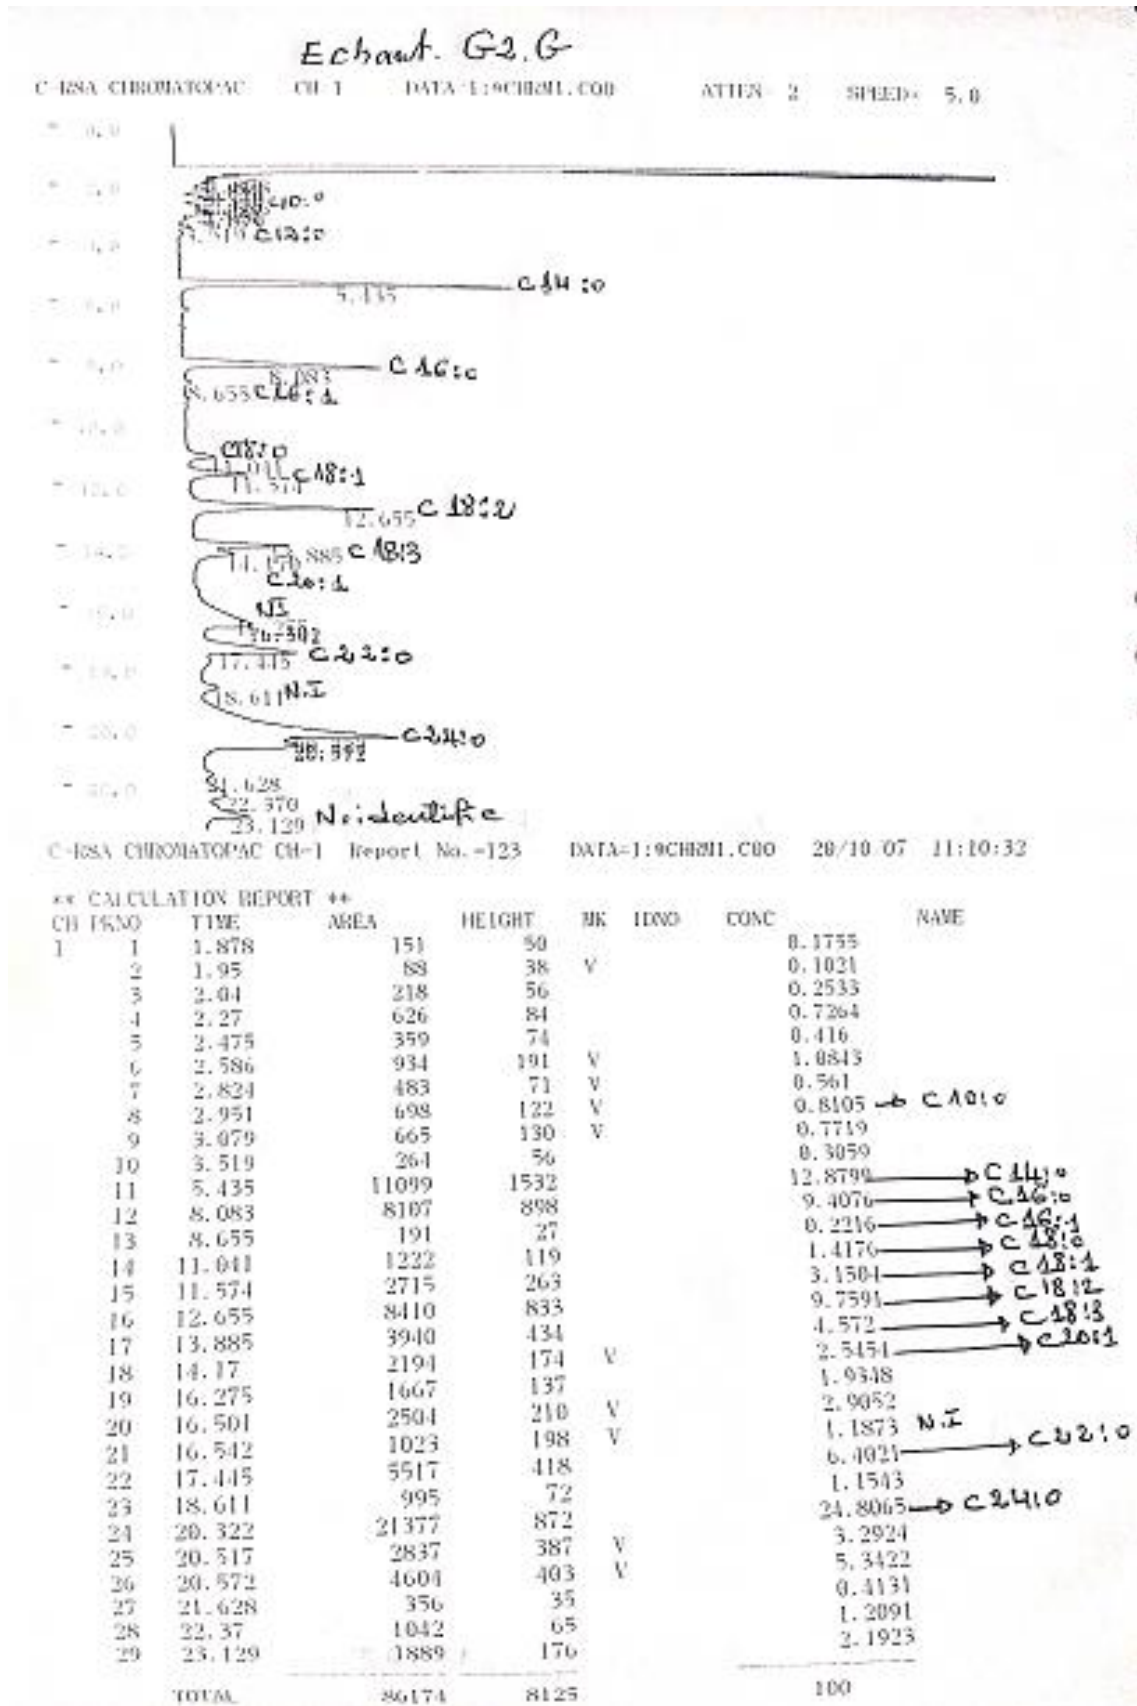 Echant. G2.G
C-R8A CHROMATOPAC CH-1 DATA-1:@CHRM1.C00 ATTEN- 2 SPEED= 5.0
C10:0
C12:0
C14:0
5.435
C16:0
8.083
8.655 C16:1
C18:0
11.041
C18:1
11.574
C18:2
12.655
14.170 .885 C18:3
C20:1
NI
C22:0
17.445
18.611 N.I
C24:0
20.572
21.628
22.370
23.129 No identifie
C-R8A CHROMATOPAC CH-1 Report No.=123 DATA=1:@CHRM1.C00 20/10/07 11:10:32
** CALCULATION REPORT **
CH PKNO TIME AREA HEIGHT MK IDNO CONC NAME
1 1 1.878 151 50 0.1755
2 1.95 88 38 V 0.1021
3 2.04 218 56 0.2533
4 2.27 626 84 0.7264
5 2.475 359 74 0.416
6 2.586 934 191 V 1.0843
7 2.824 483 71 V 0.561
8 2.951 698 122 V 0.8105 C10:0
9 3.079 665 130 V 0.7719
10 3.519 264 56 0.3059
11 5.435 11099 1532 12.8799 C14:0
12 8.083 8107 898 9.4076 C16:0
13 8.655 191 27 0.2216 C16:1
14 11.041 1222 119 1.4176 C18:0
15 11.574 2715 263 3.1504 C18:1
16 12.655 8410 833 9.7591 C18:2
17 13.885 3940 434 4.572 C18:3
18 14.17 2194 174 V 2.5454 C20:1
19 16.275 1667 137 1.9348
20 16.501 2504 210 V 2.9052
21 16.542 1023 198 V 1.1873 N.I
22 17.445 5517 418 6.4021 C22:0
23 18.611 995 72 1.1543
24 20.322 21377 872 24.8065 C24:0
25 20.517 2837 387 V 3.2924
26 20.572 4604 403 V 5.3422
27 21.628 356 35 0.4131
28 22.37 1042 65 1.2091
29 23.129 1889 176 2.1923
TOTAL 86174 8125 100